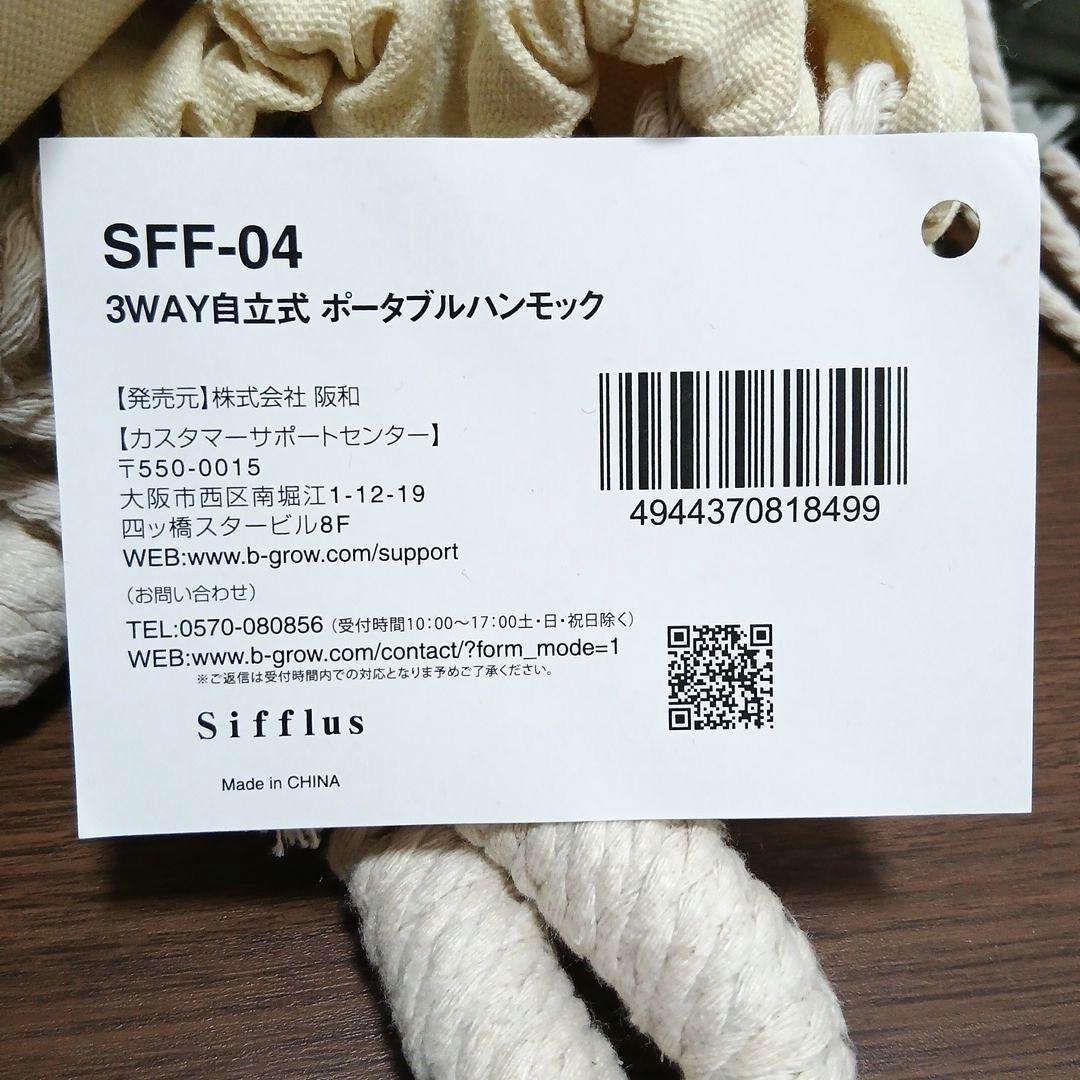 SFF-04
3WAY自立式 ポータブルハンモック
【発売元】株式会社 阪和
【カスタマーサポートセンター】
〒550-0015
大阪市西区南堀江1-12-19
四ッ橋スタービル8F
WEB:www.b-grow.com/support
(お問い合わせ)
TEL:0570-080856 (受付時間10:00～17:00土・日・祝日除く)
WEB:www.b-grow.com/contact/?form_mode=1
※ご返信は受付時間内での対応となりま予めご了承ください。
Sifflus
Made in CHINA
4944370818499